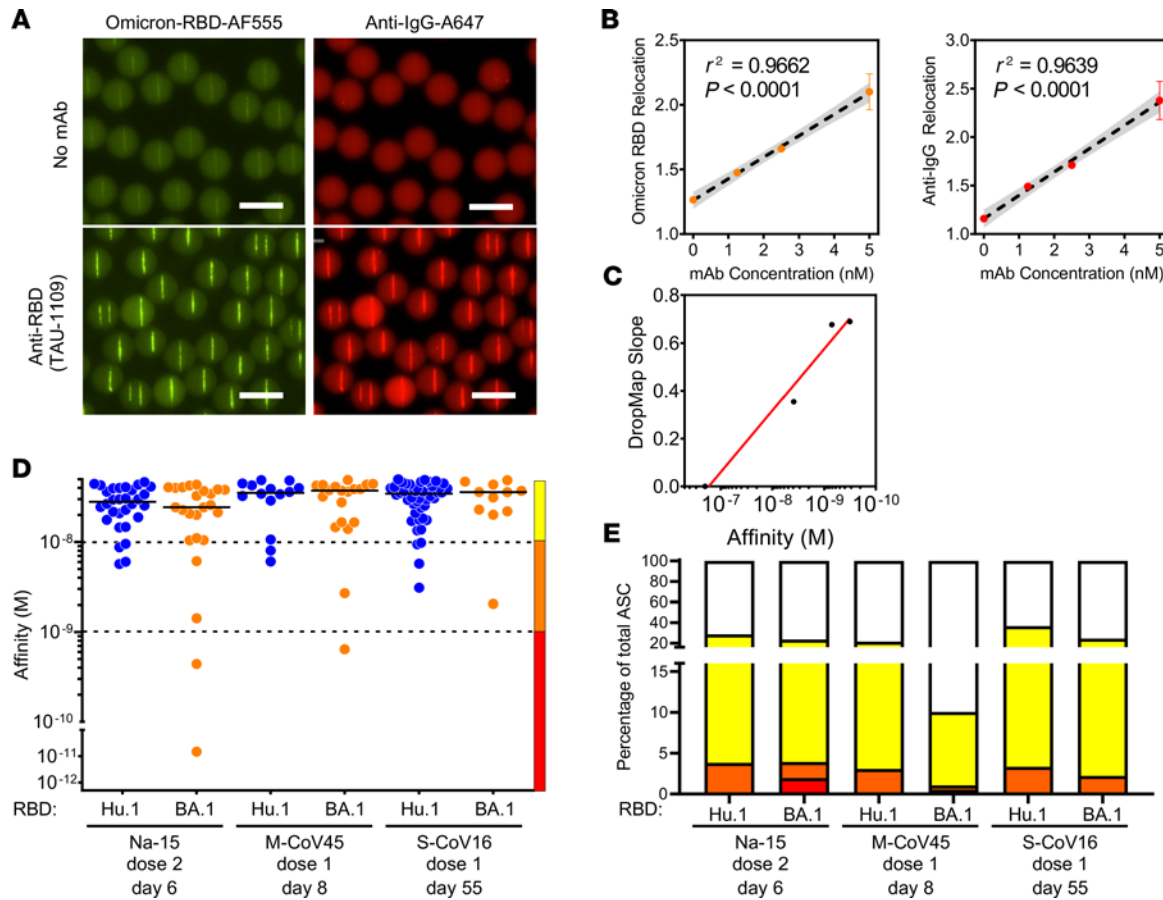 A
Omicron-RBD-AF555
Anti-IgG-A647
No mAb
Anti-RBD
(TAU-1109)
B
Omicron RBD Relocation
2.5
2.0
1.5
1.0
r² = 0.9662
P < 0.0001
0 1 2 3 4 5
mAb Concentration (nM)
Anti-IgG Relocation
3.0
2.5
2.0
1.5
1.0
r² = 0.9639
P < 0.0001
0 1 2 3 4 5
mAb Concentration (nM)
C
DropMap Slope
0.8
0.6
0.4
0.2
0.0
10⁻⁷ 10⁻⁸ 10⁻⁹ 10⁻¹⁰
Affinity (M)
D
Affinity (M)
10⁻⁸
10⁻⁹
10⁻¹⁰
10⁻¹¹
10⁻¹²
RBD: Hu.1 BA.1 Hu.1 BA.1 Hu.1 BA.1
Na-15 M-CoV45 S-CoV16
dose 2 dose 1 dose 1
day 6 day 8 day 55
E
Percentage of total ASC
100
80
60
40
20
15
10
5
0
RBD: Hu.1 BA.1 Hu.1 BA.1 Hu.1 BA.1
Na-15 M-CoV45 S-CoV16
dose 2 dose 1 dose 1
day 6 day 8 day 55